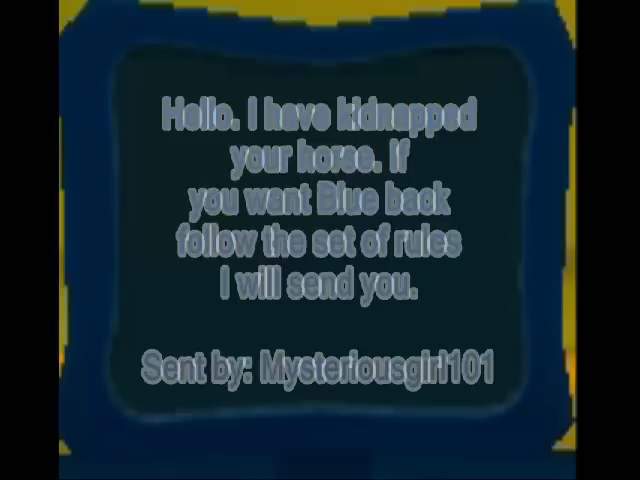 Hello. I have kidnapped
your horse. If
you want Blue back
follow the set of rules
I will send you.
Sent by: Mysteriousgirl101